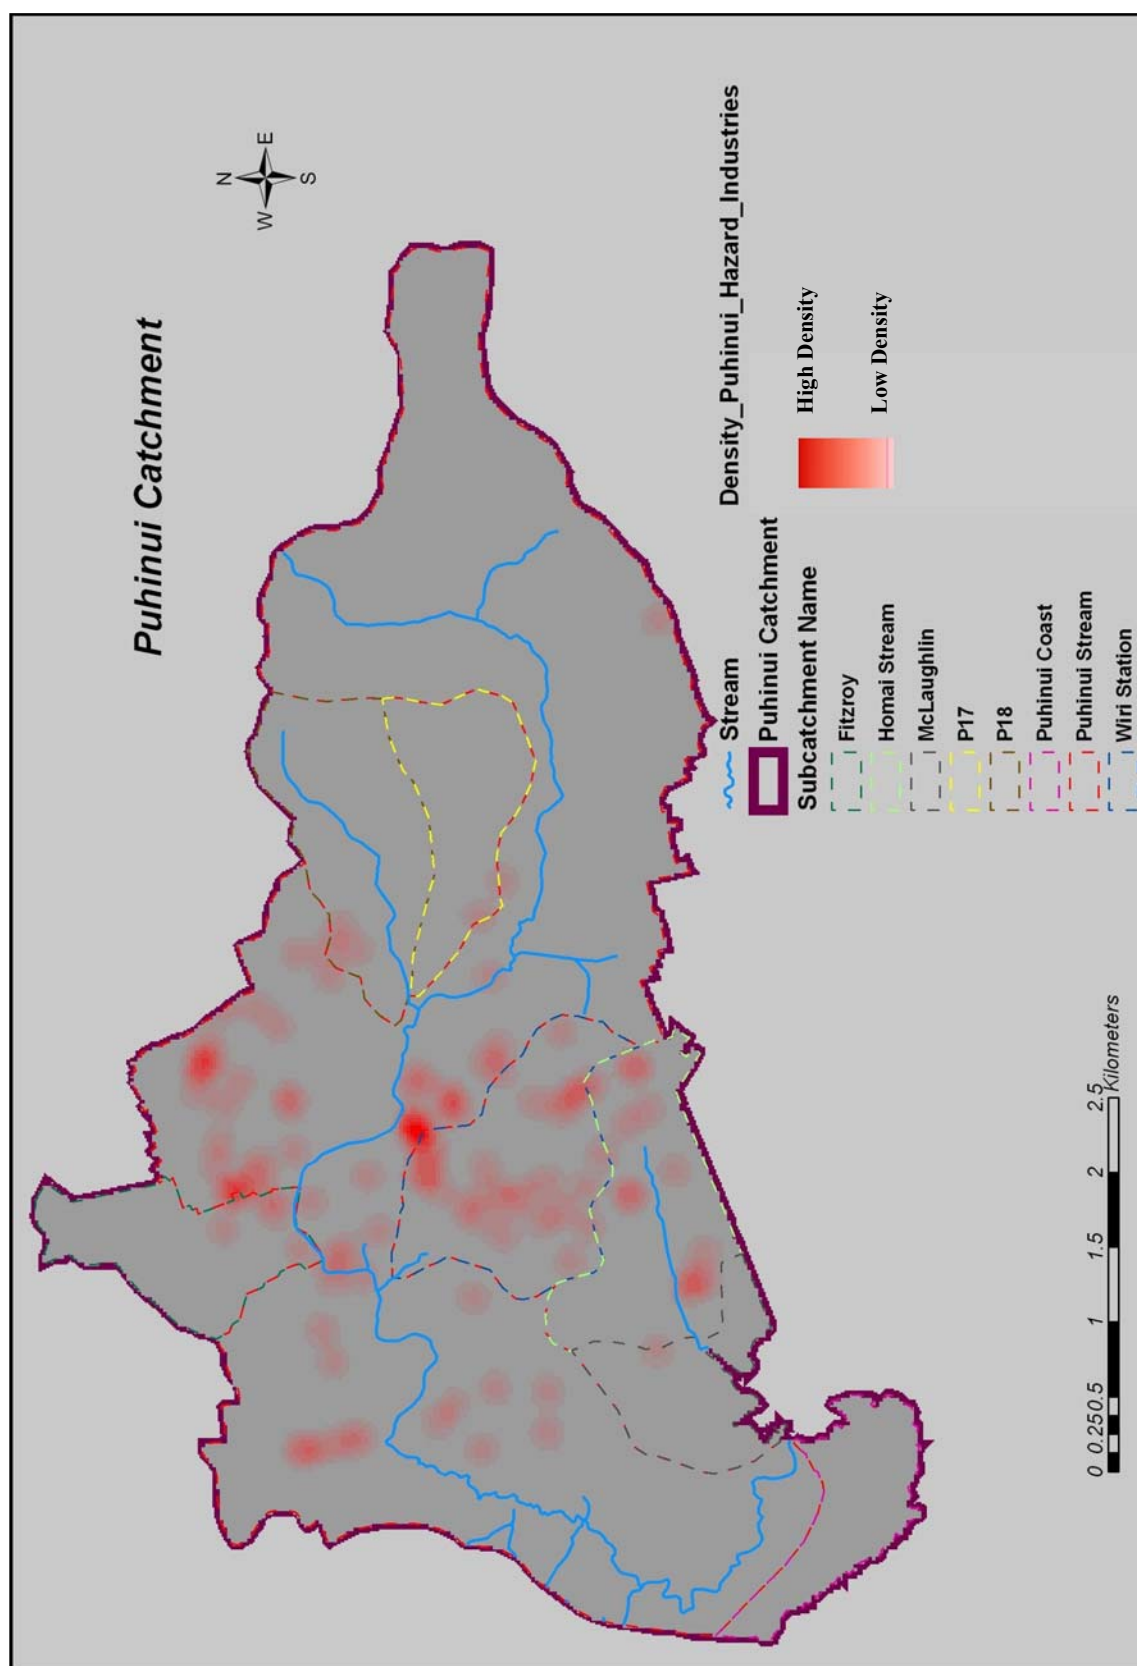 Puhinui Catchment
N
W E
S
Stream
Puhinui Catchment
Subcatchment Name
Fitzroy
Homai Stream
McLaughlin
P17
P18
Puhinui Coast
Puhinui Stream
Wiri Station
Density_Puhinui_Hazard_Industries
High Density
Low Density
0 0.250.5 1 1.5 2 2.5
Kilometers